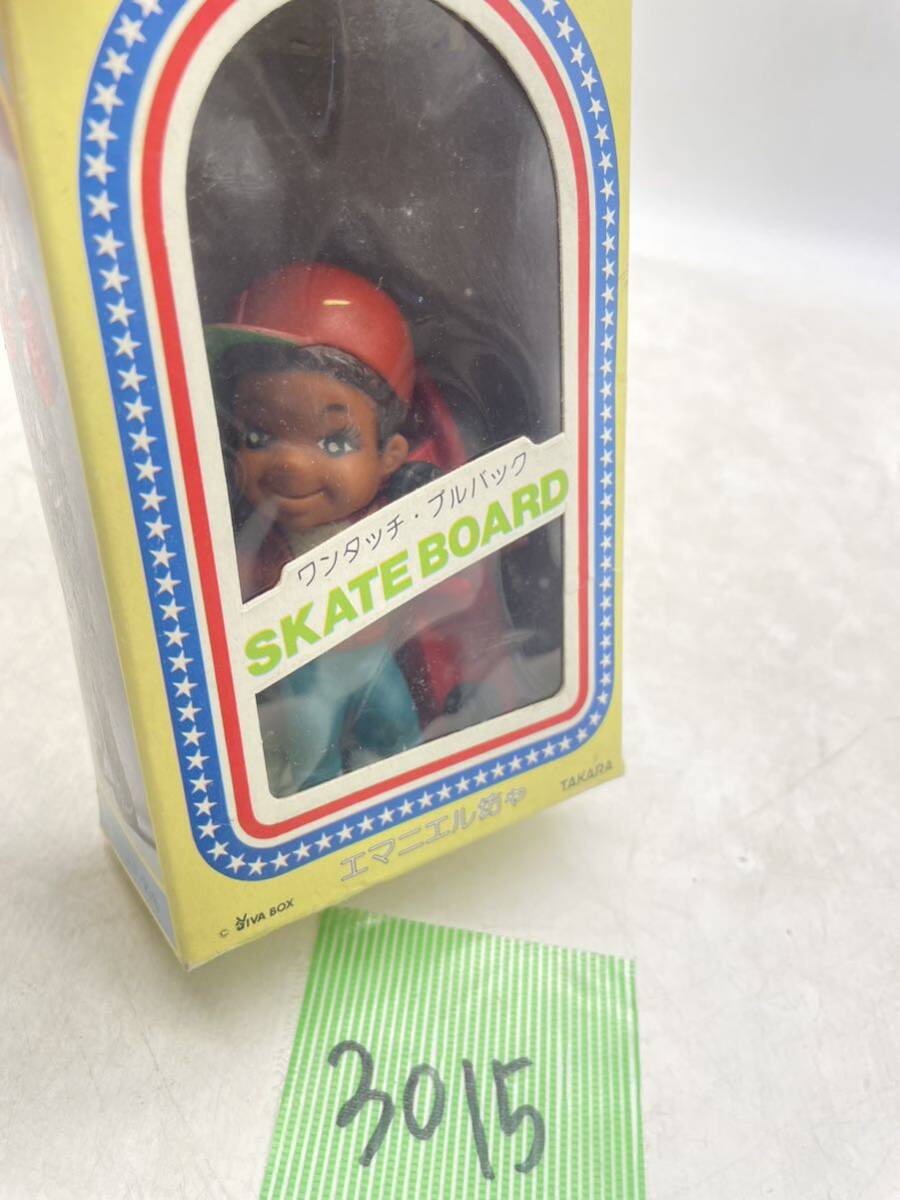 ワンタッチ・プルバック
SKATE BOARD
エマニエル坊や
TAKARA
© VIVA BOX
3015